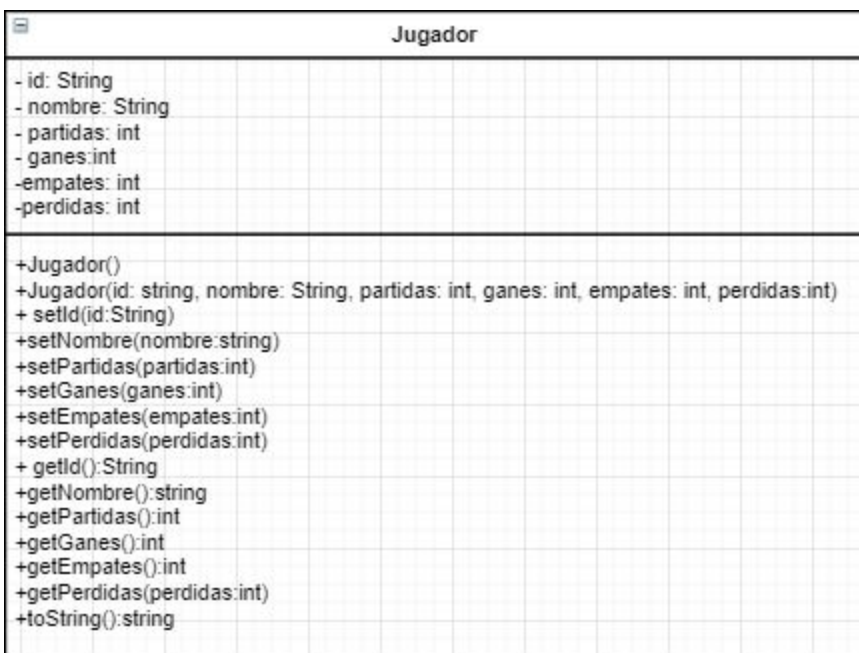 Jugador
- id: String
- nombre: String
- partidas: int
- ganes:int
-empates: int
-perdidas: int
+Jugador()
+Jugador(id: string, nombre: String, partidas: int, ganes: int, empates: int, perdidas:int)
+ setId(id:String)
+setNombre(nombre:string)
+setPartidas(partidas:int)
+setGanes(ganes:int)
+setEmpates(empates:int)
+setPerdidas(perdidas:int)
+ getId():String
+getNombre():string
+getPartidas():int
+getGanes():int
+getEmpates():int
+getPerdidas(perdidas:int)
+toString():string